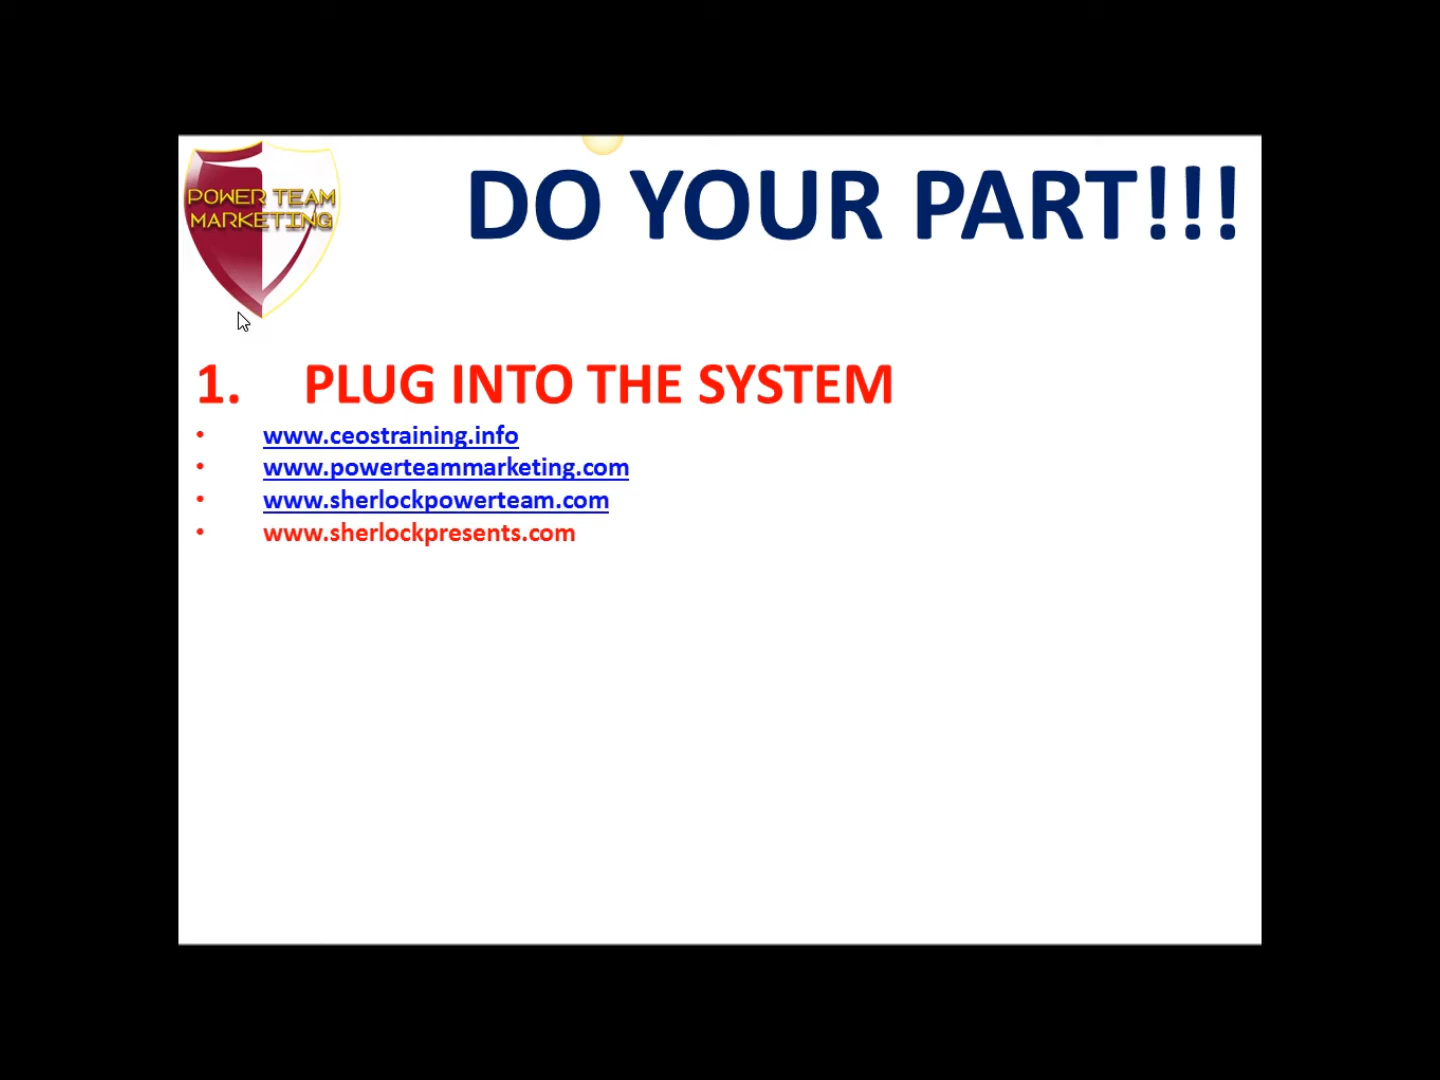 POWER TEAM
MARKETING
DO YOUR PART!!!
1. PLUG INTO THE SYSTEM
• www.ceostraining.info
• www.powerteammarketing.com
• www.sherlockpowerteam.com
• www.sherlockpresents.com